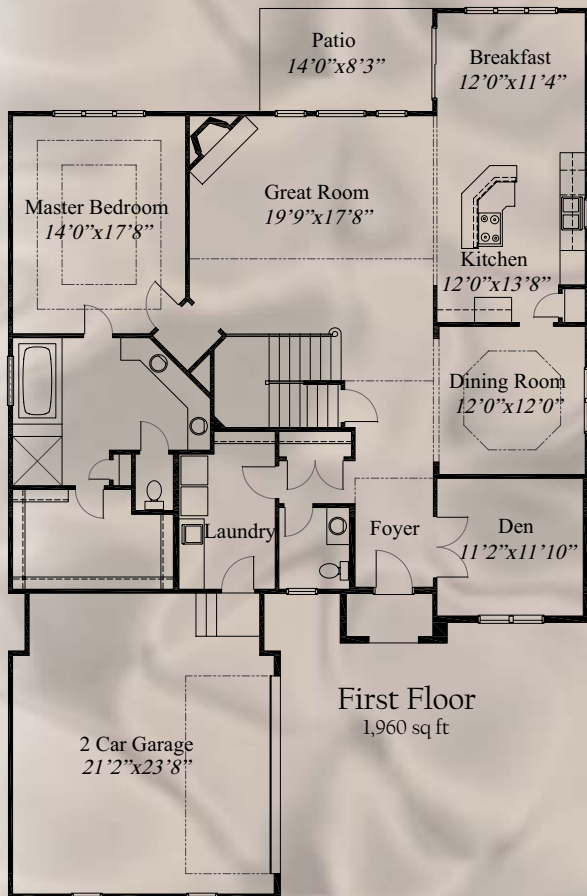 Patio
14’0”x8’3”
Breakfast
12’0”x11’4”
Master Bedroom
14’0”x17’8”
Great Room
19’9”x17’8”
Kitchen
12’0”x13’8”
Dining Room
12’0”x12’0”
Laundry
Foyer
Den
11’2”x11’10”
First Floor
1,960 sq ft
2 Car Garage
21’2”x23’8”